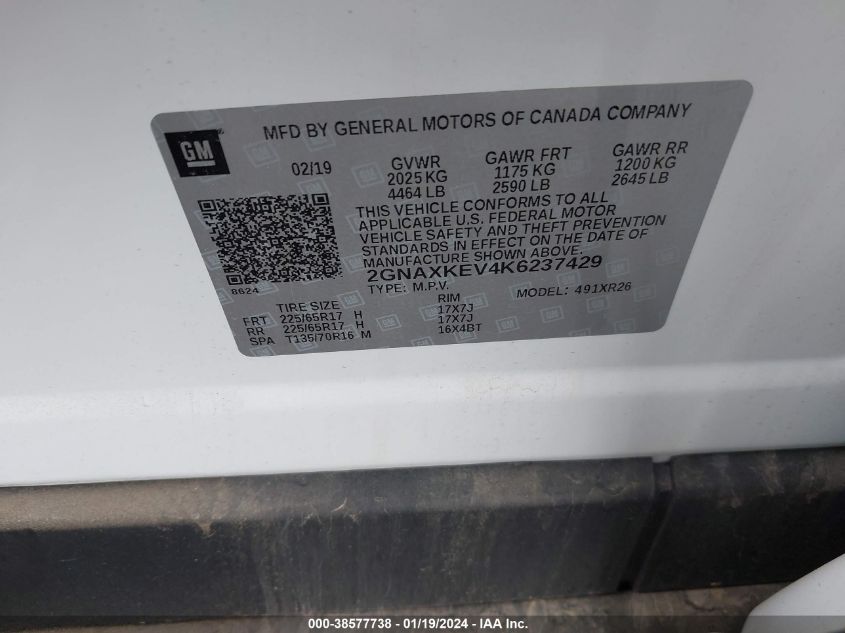 GM
MFD BY GENERAL MOTORS OF CANADA COMPANY
02/19 GVWR GAWR FRT GAWR RR
2025 KG 1175 KG 1200 KG
4464 LB 2590 LB 2645 LB
THIS VEHICLE CONFORMS TO ALL
APPLICABLE U.S. FEDERAL MOTOR
VEHICLE SAFETY AND THEFT PREVENTION
STANDARDS IN EFFECT ON THE DATE OF
MANUFACTURE SHOWN ABOVE.
2GNAXKEV4K6237429
8624 TYPE: M.P.V. MODEL: 491XR26
TIRE SIZE RIM
FRT 225/65R17 H 17X7J
RR 225/65R17 H 17X7J
SPA T135/70R16 M 16X4BT
000-38577738 - 01/19/2024 - IAA Inc.